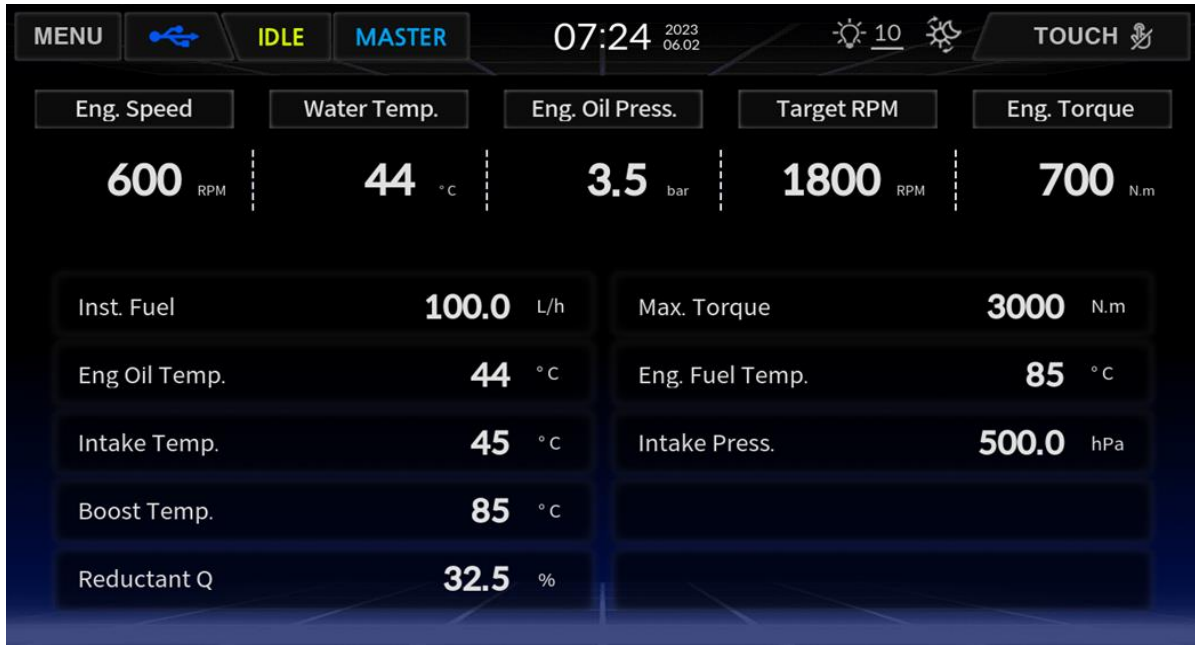 MENU IDLE MASTER 07:24 2023 10 TOUCH
06.02
Eng. Speed Water Temp. Eng. Oil Press. Target RPM Eng. Torque
600 RPM 44 °C 3.5 bar 1800 RPM 700 N.m
Inst. Fuel 100.0 L/h Max. Torque 3000 N.m
Eng Oil Temp. 44 °C Eng. Fuel Temp. 85 °C
Intake Temp. 45 °C Intake Press. 500.0 hPa
Boost Temp. 85 °C
Reductant Q 32.5 %